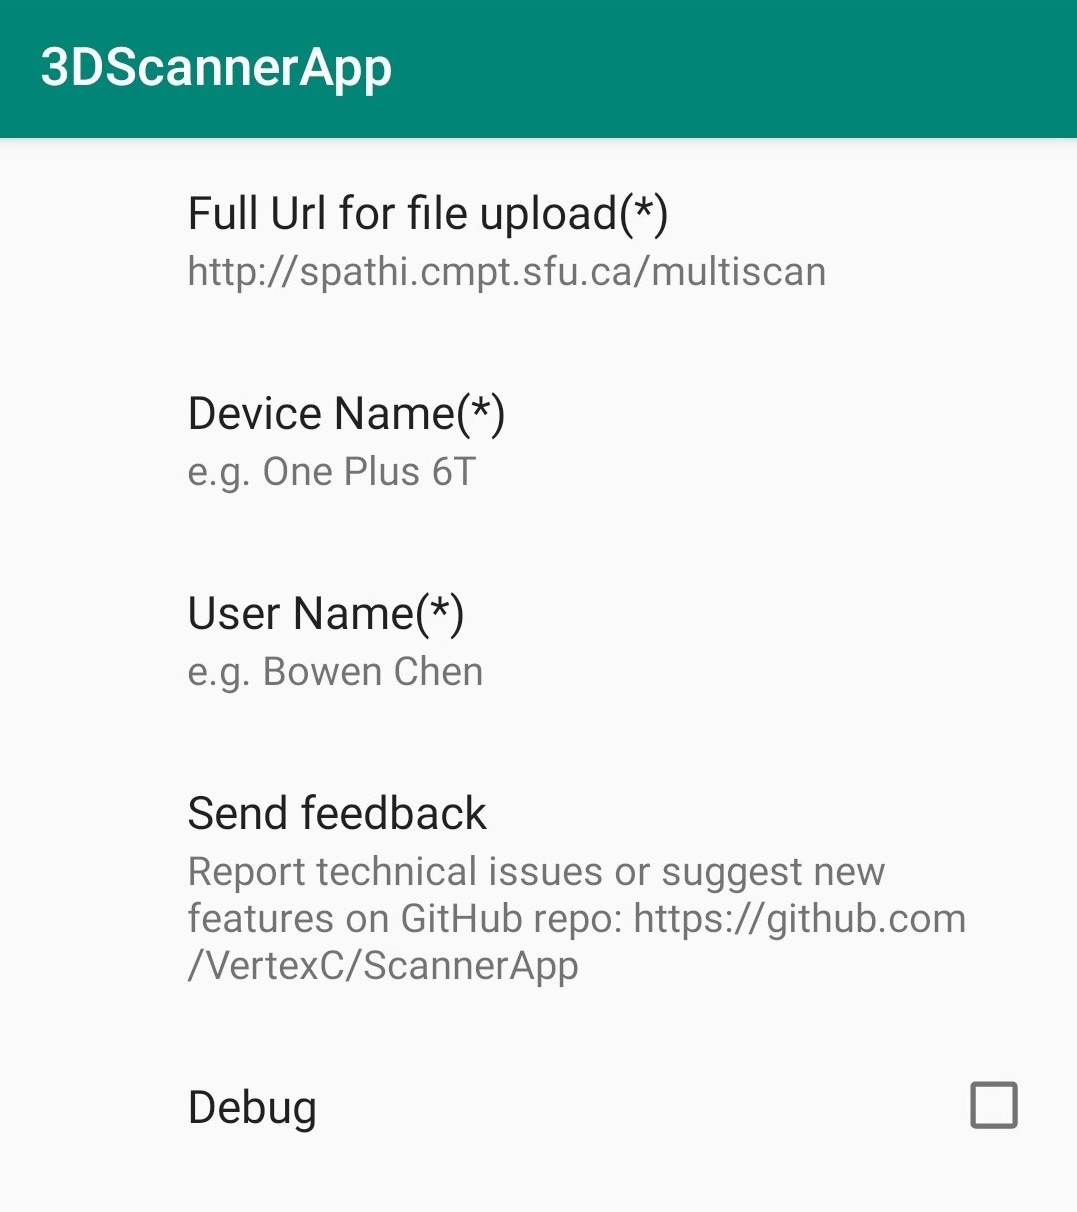 3DScannerApp
Full Url for file upload(*)
http://spathi.cmpt.sfu.ca/multiscan
Device Name(*)
e.g. One Plus 6T
User Name(*)
e.g. Bowen Chen
Send feedback
Report technical issues or suggest new
features on GitHub repo: https://github.com
/VertexC/ScannerApp
Debug